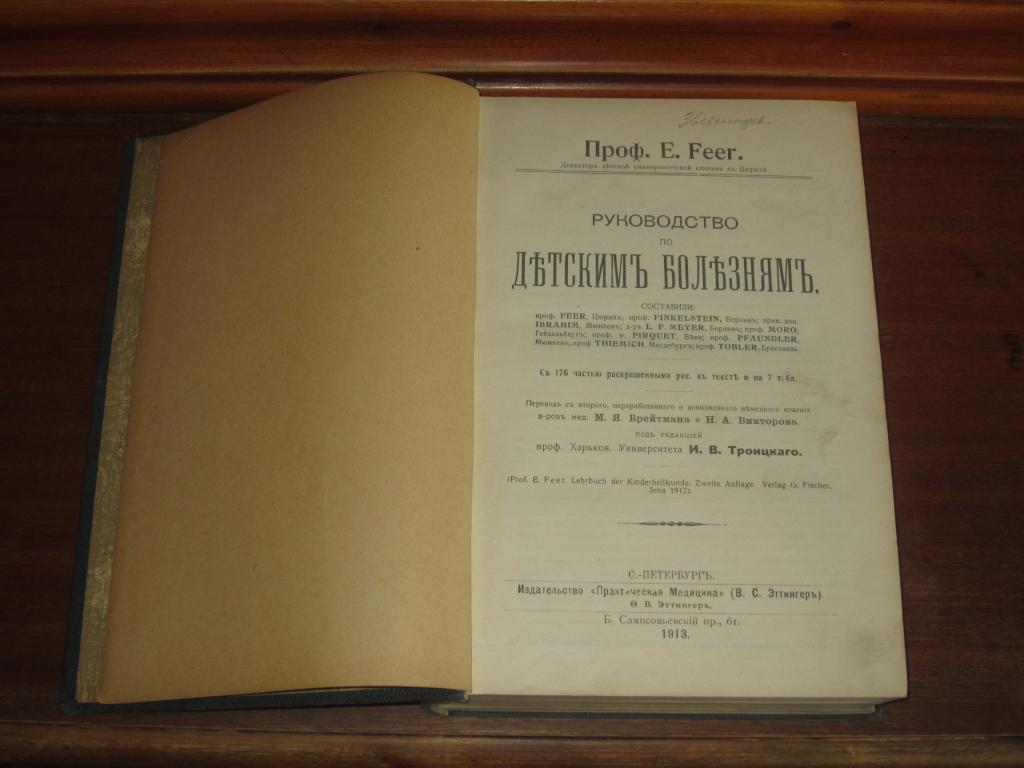 Проф. E. Feer.
Директоръ дѣтской университетской клиники въ Цюрихѣ.
РУКОВОДСТВО
ПО
ДѢТСКИМЪ БОЛѢЗНЯМЪ.
СОСТАВИЛИ:
проф. FEER, Цюрихъ; проф. FINKELSTEIN, Берлинъ; прив. доц.
IBRAHIM, Мюнхенъ; д-ръ L. F. MEYER, Берлинъ; проф. MORO,
Гейдельбергъ; проф. v. PIRQUET, Вѣна; проф. PFAUNDLER,
Мюнхенъ; проф. THIEMICH, Магдебургъ; проф. TOBLER, Бреславль.
Съ 176 частью раскрашенными рис. въ текстѣ и на 7 табл.
Переводъ съ второго, переработаннаго и дополненнаго нѣмецкаго изданія
д-ровъ мед. М. Я. Брейтмана и Н. А. Викторова.
ПОДЪ РЕДАКЦІЕЙ
проф. Харьков. Университета И. В. Троицкаго.
(Prof. E. Feer. Lehrbuch der Kinderheilkunde. Zweite Auflage. Verlag G. Fischer.
Jena 1912).
С.-ПЕТЕРБУРГЪ.
Издательство «Практическая Медицина» (В. С. Эттингеръ).
Ѳ. В. Эттингеръ.
Б. Сампсоньевскій пр., 61.
1913.